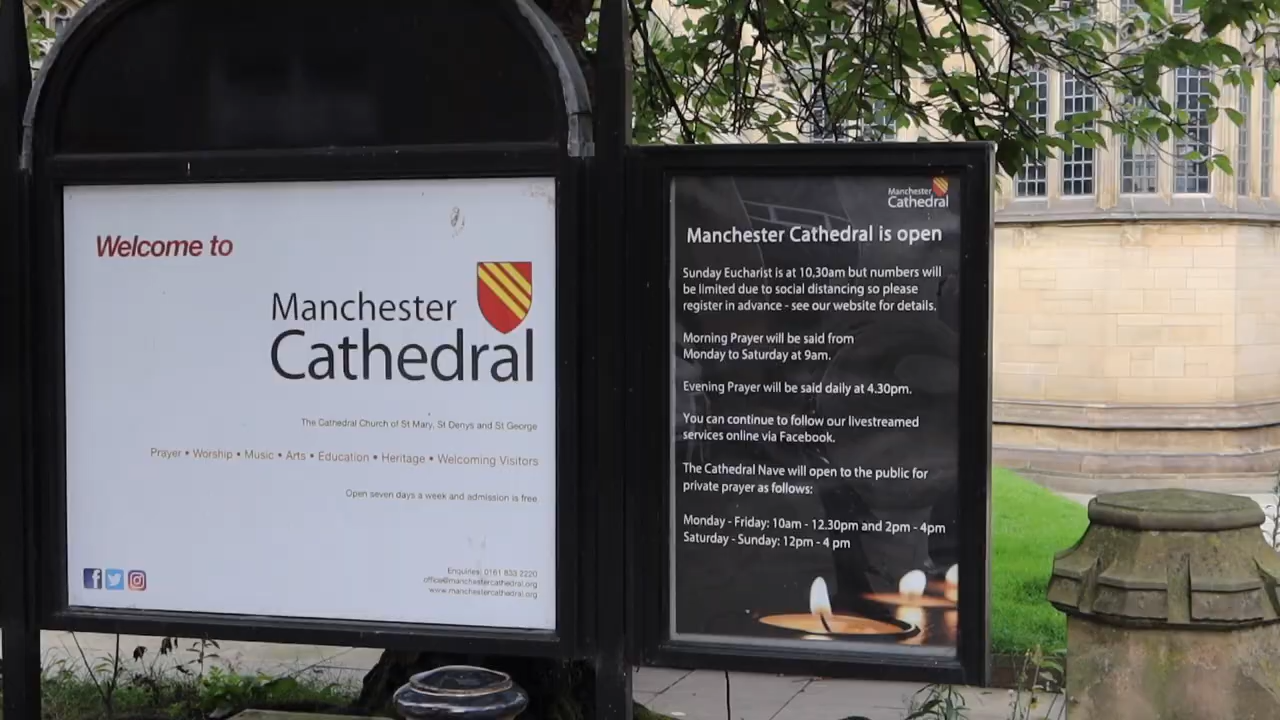 Welcome to
Manchester
Cathedral
The Cathedral Church of St Mary, St Denys and St George
Prayer • Worship • Music • Arts • Education • Heritage • Welcoming Visitors
Open seven days a week and admission is free
Enquiries: 0161 833 2220
office@manchestercathedral.org
www.manchestercathedral.org
Manchester
Cathedral
Manchester Cathedral is open
Sunday Eucharist is at 10.30am but numbers will
be limited due to social distancing so please
register in advance - see our website for details.
Morning Prayer will be said from
Monday to Saturday at 9am.
Evening Prayer will be said daily at 4.30pm.
You can continue to follow our livestreamed
services online via Facebook.
The Cathedral Nave will open to the public for
private prayer as follows:
Monday - Friday: 10am - 12.30pm and 2pm - 4pm
Saturday - Sunday: 12pm - 4 pm